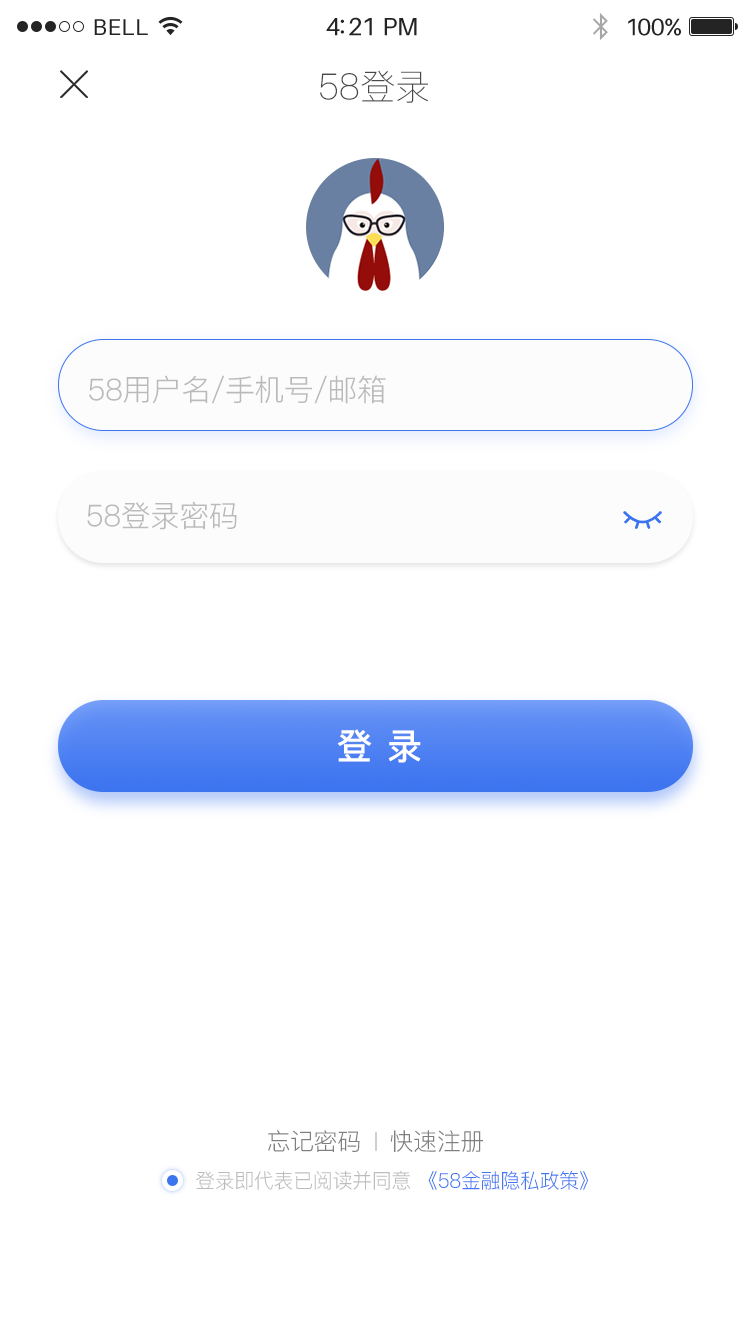 BELL 4:21 PM 100%
58登录
58用户名/手机号/邮箱
58登录密码
登 录
忘记密码 | 快速注册
登录即代表已阅读并同意 《58金融隐私政策》